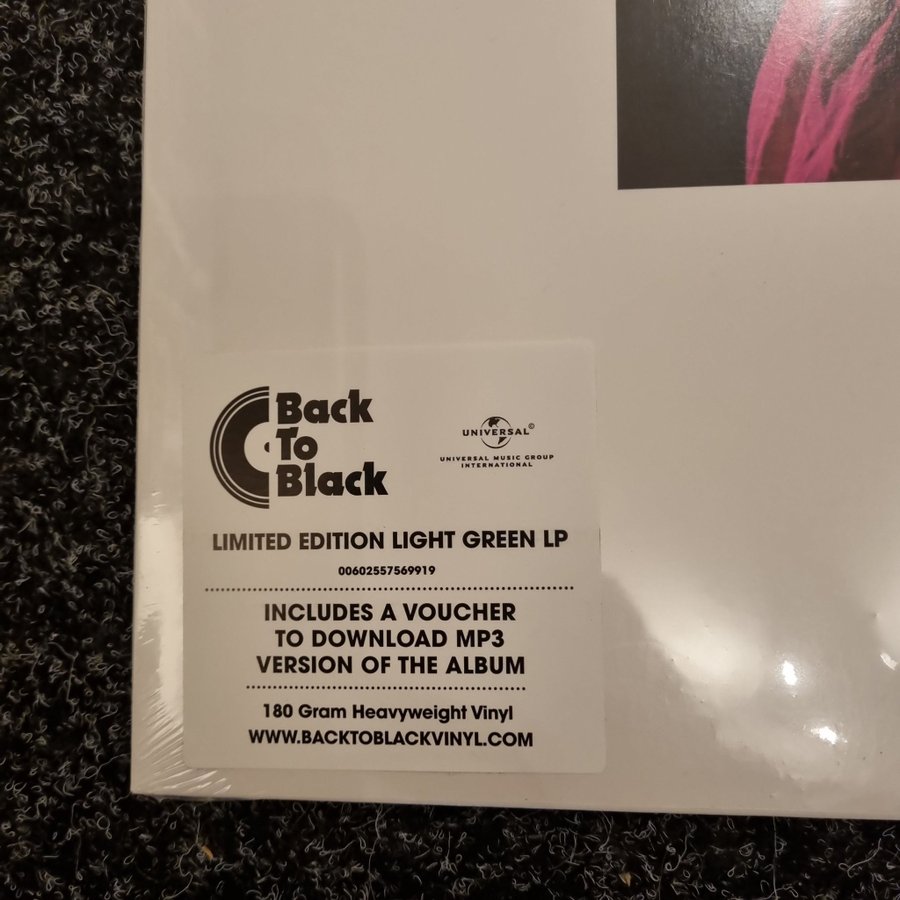 Back
To
Black
UNIVERSAL©
UNIVERSAL MUSIC GROUP
INTERNATIONAL
LIMITED EDITION LIGHT GREEN LP
00602557569919
INCLUDES A VOUCHER
TO DOWNLOAD MP3
VERSION OF THE ALBUM
180 Gram Heavyweight Vinyl
WWW.BACKTOBLACKVINYL.COM